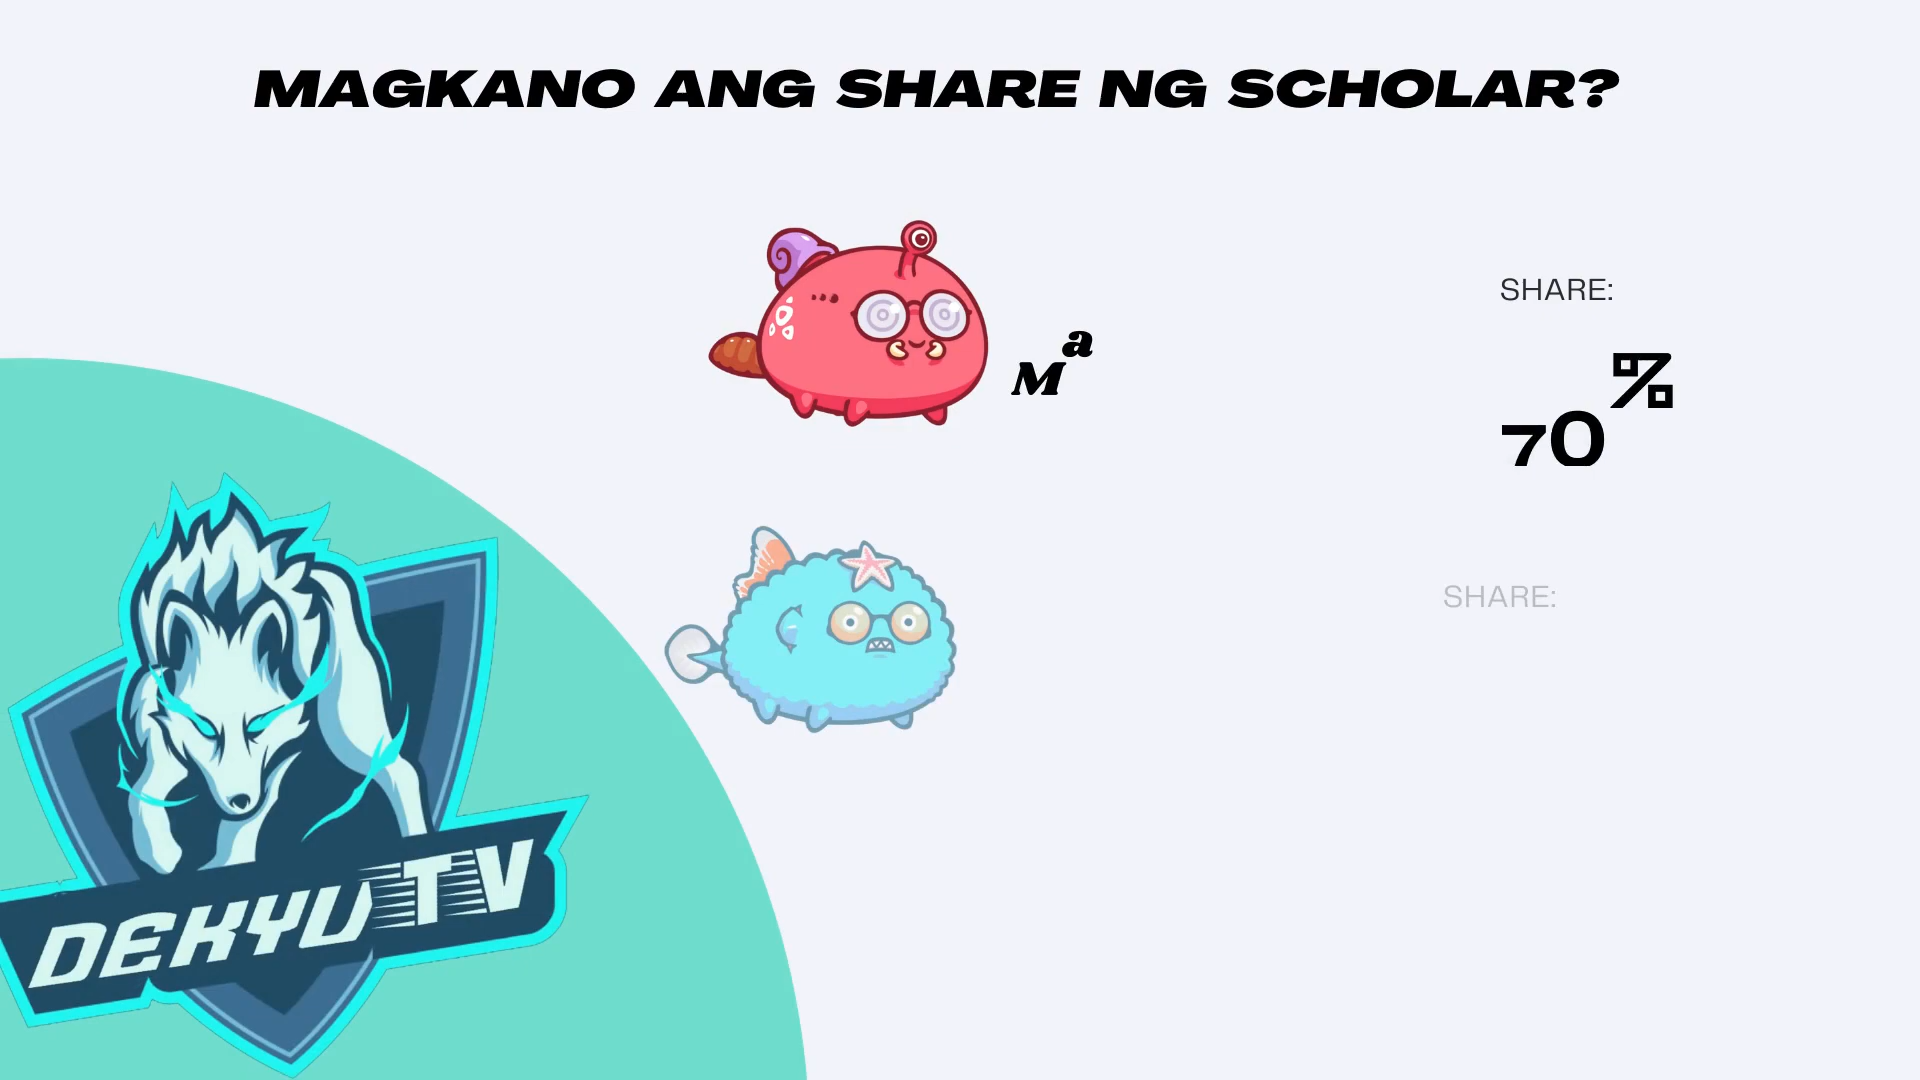 MAGKANO ANG SHARE NG SCHOLAR?
SHARE:
Ma
70%
SHARE:
DEKYU TV